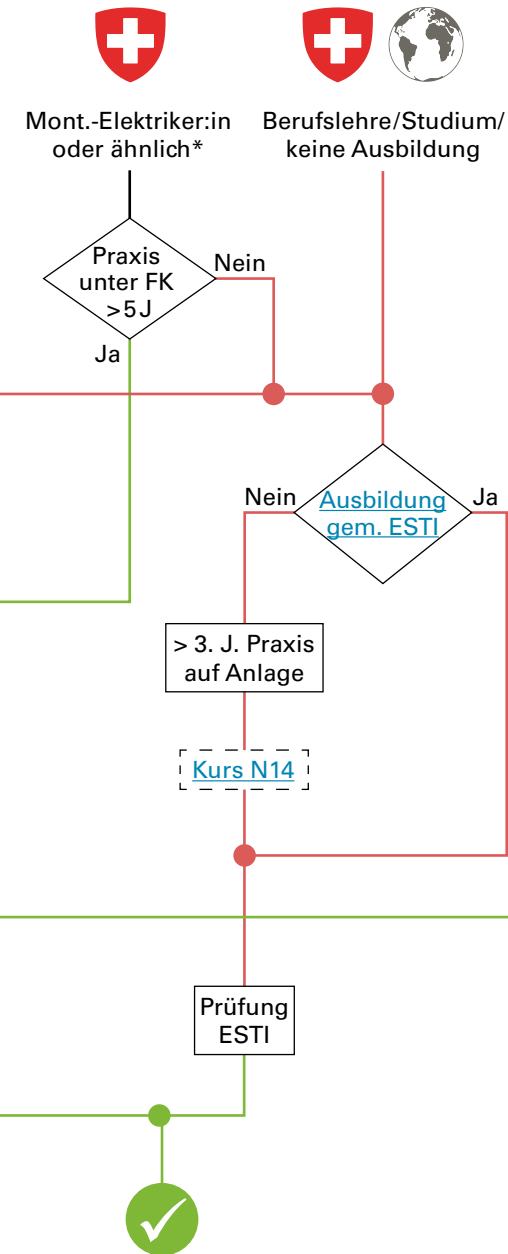 Mont.-Elektriker:in
oder ähnlich*
Berufslehre/Studium/
keine Ausbildung
Praxis
unter FK
>5J
Nein
Ja
Nein
Ausbildung
gem. ESTI
Ja
> 3. J. Praxis
auf Anlage
Kurs N14
Prüfung
ESTI